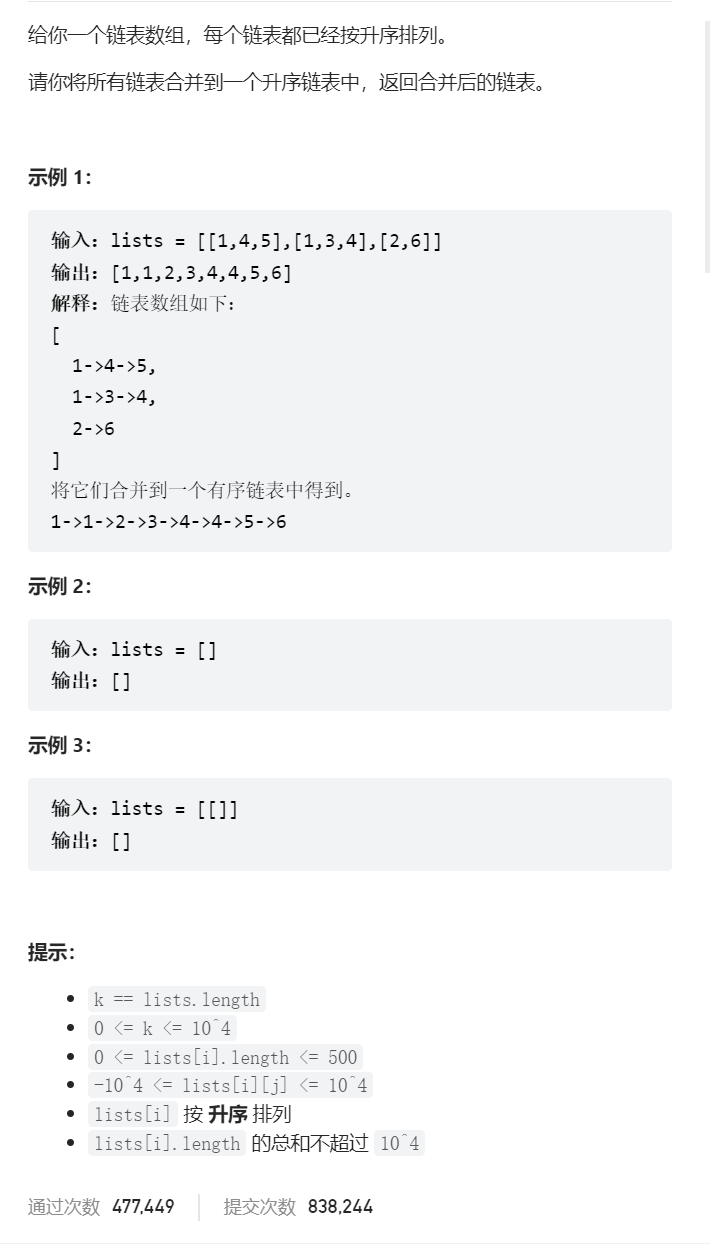 给你一个链表数组，每个链表都已经按升序排列。
请你将所有链表合并到一个升序链表中，返回合并后的链表。
示例 1：
输入：lists = [[1,4,5],[1,3,4],[2,6]]
输出：[1,1,2,3,4,4,5,6]
解释：链表数组如下：
[
  1->4->5,
  1->3->4,
  2->6
]
将它们合并到一个有序链表中得到。
1->1->2->3->4->4->5->6
示例 2：
输入：lists = []
输出：[]
示例 3：
输入：lists = [[]]
输出：[]
提示：
• k == lists.length
• 0 <= k <= 10^4
• 0 <= lists[i].length <= 500
• -10^4 <= lists[i][j] <= 10^4
• lists[i] 按 升序 排列
• lists[i].length 的总和不超过 10^4
通过次数 477,449 提交次数 838,244